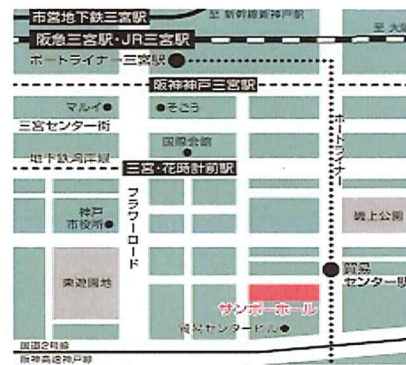 市営地下鉄三宮駅
至 新幹線新神戸駅
阪急三宮駅・JR三宮駅
至 大
ポートライナー三宮駅
阪神神戸三宮駅
マルイ
そごう
三宮センター街
国際会館
地下鉄海岸線
三宮・花時計前駅
ポートライナー
フラワーロード
神戸
市役所
磯上公園
東遊園地
貿易
センター駅
サンボーホール
貿易センタービル
国道2号線
阪神高速神戸線